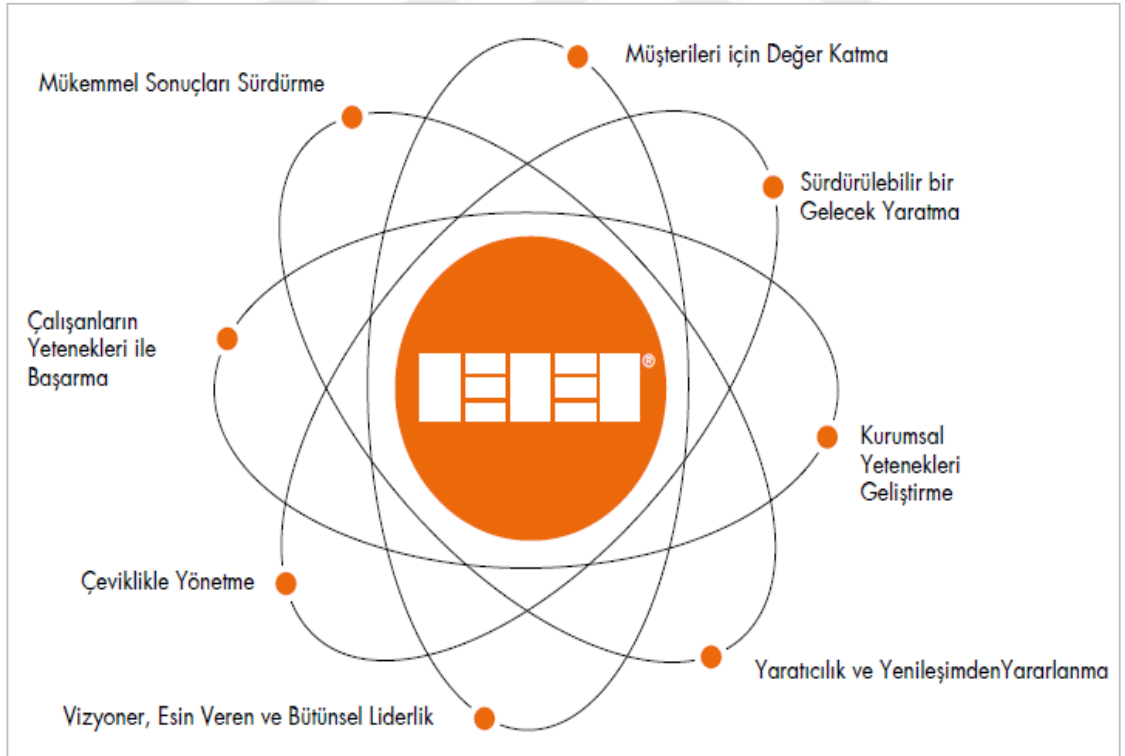 Müşterileri için Değer Katma
Mükemmel Sonuçları Sürdürme
Sürdürülebilir bir
Gelecek Yaratma
Çalışanların
Yetenekleri ile
Başarma
®
Kurumsal
Yetenekleri
Geliştirme
Çeviklikle Yönetme
Yaratıcılık ve YenileşimdenYararlanma
Vizyoner, Esin Veren ve Bütünsel Liderlik